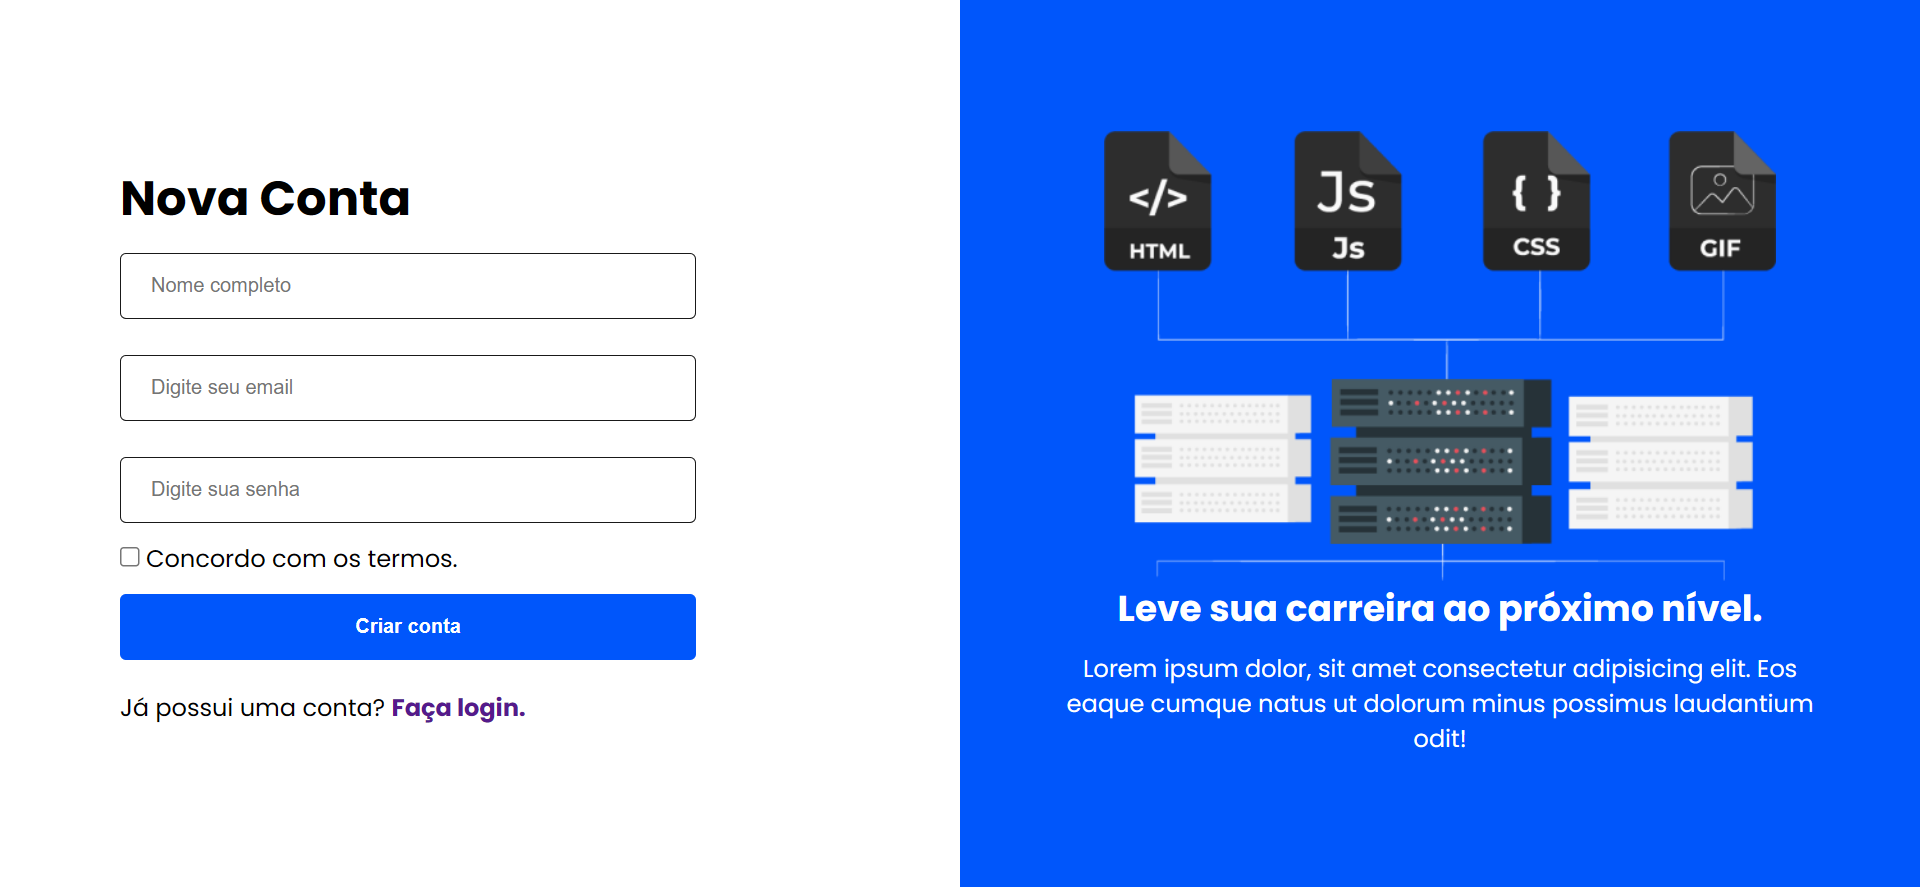 Nova Conta
Nome completo
Digite seu email
Digite sua senha
Concordo com os termos.
Criar conta
Já possui uma conta? Faça login.
</>
HTML
Js
Js
{ }
CSS
GIF
Leve sua carreira ao próximo nível.
Lorem ipsum dolor, sit amet consectetur adipisicing elit. Eos
eaque cumque natus ut dolorum minus possimus laudantium
odit!